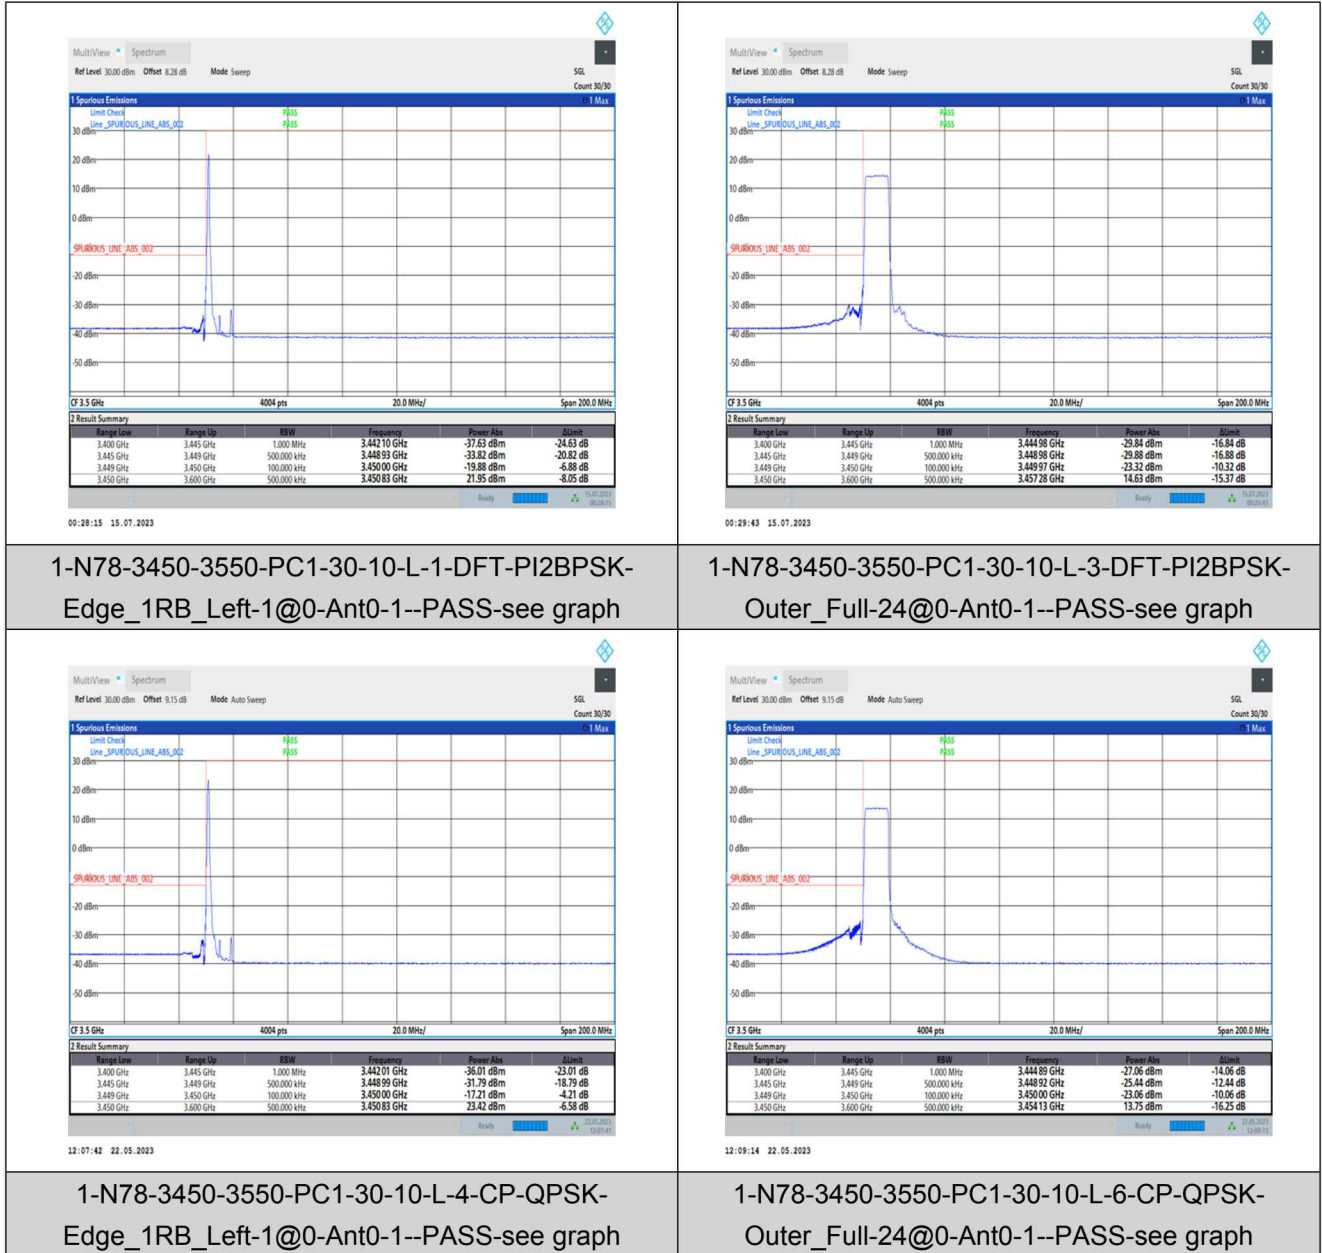 MultiView Spectrum
Ref Level 30.00 dBm Offset 8.28 dB Mode Sweep SGL
Count 30/30
1 Spurious Emissions 1 Max
Limit Check PASS
Line _SPURIOUS_LINE_ABS_002 PASS
30 dBm
20 dBm
10 dBm
0 dBm
SPURIOUS_LINE_ABS_002
-20 dBm
-30 dBm
-40 dBm
-50 dBm
CF 3.5 GHz 4004 pts 20.0 MHz/ Span 200.0 MHz
2 Result Summary
Range Low Range Up RBW Frequency Power Abs ΔLimit
3.400 GHz 3.445 GHz 1.000 MHz 3.44210 GHz -37.63 dBm -24.63 dB
3.445 GHz 3.449 GHz 500.000 kHz 3.44893 GHz -33.82 dBm -20.82 dB
3.449 GHz 3.450 GHz 100.000 kHz 3.45000 GHz -19.88 dBm -6.88 dB
3.450 GHz 3.600 GHz 500.000 kHz 3.45083 GHz 21.95 dBm -8.05 dB
Ready 15.07.2023
00:28:15
00:28:15 15.07.2023
1-N78-3450-3550-PC1-30-10-L-1-DFT-PI2BPSK-
Edge_1RB_Left-1@0-Ant0-1--PASS-see graph
MultiView Spectrum
Ref Level 30.00 dBm Offset 8.28 dB Mode Sweep SGL
Count 30/30
1 Spurious Emissions 1 Max
Limit Check PASS
Line _SPURIOUS_LINE_ABS_002 PASS
30 dBm
20 dBm
10 dBm
0 dBm
SPURIOUS_LINE_ABS_002
-20 dBm
-30 dBm
-40 dBm
-50 dBm
CF 3.5 GHz 4004 pts 20.0 MHz/ Span 200.0 MHz
2 Result Summary
Range Low Range Up RBW Frequency Power Abs ΔLimit
3.400 GHz 3.445 GHz 1.000 MHz 3.44498 GHz -29.84 dBm -16.84 dB
3.445 GHz 3.449 GHz 500.000 kHz 3.44898 GHz -29.88 dBm -16.88 dB
3.449 GHz 3.450 GHz 100.000 kHz 3.44997 GHz -23.32 dBm -10.32 dB
3.450 GHz 3.600 GHz 500.000 kHz 3.45728 GHz 14.63 dBm -15.37 dB
Ready 15.07.2023
00:29:43
00:29:43 15.07.2023
1-N78-3450-3550-PC1-30-10-L-3-DFT-PI2BPSK-
Outer_Full-24@0-Ant0-1--PASS-see graph
MultiView Spectrum
Ref Level 30.00 dBm Offset 9.15 dB Mode Auto Sweep SGL
Count 30/30
1 Spurious Emissions 1 Max
Limit Check PASS
Line _SPURIOUS_LINE_ABS_002 PASS
30 dBm
20 dBm
10 dBm
0 dBm
SPURIOUS_LINE_ABS_002
-20 dBm
-30 dBm
-40 dBm
-50 dBm
CF 3.5 GHz 4004 pts 20.0 MHz/ Span 200.0 MHz
2 Result Summary
Range Low Range Up RBW Frequency Power Abs ΔLimit
3.400 GHz 3.445 GHz 1.000 MHz 3.44201 GHz -36.01 dBm -23.01 dB
3.445 GHz 3.449 GHz 500.000 kHz 3.44899 GHz -31.79 dBm -18.79 dB
3.449 GHz 3.450 GHz 100.000 kHz 3.45000 GHz -17.21 dBm -4.21 dB
3.450 GHz 3.600 GHz 500.000 kHz 3.45083 GHz 23.42 dBm -6.58 dB
Ready 22.05.2023
12:07:41
12:07:42 22.05.2023
1-N78-3450-3550-PC1-30-10-L-4-CP-QPSK-
Edge_1RB_Left-1@0-Ant0-1--PASS-see graph
MultiView Spectrum
Ref Level 30.00 dBm Offset 9.15 dB Mode Auto Sweep SGL
Count 30/30
1 Spurious Emissions 1 Max
Limit Check PASS
Line _SPURIOUS_LINE_ABS_002 PASS
30 dBm
20 dBm
10 dBm
0 dBm
SPURIOUS_LINE_ABS_002
-20 dBm
-30 dBm
-40 dBm
-50 dBm
CF 3.5 GHz 4004 pts 20.0 MHz/ Span 200.0 MHz
2 Result Summary
Range Low Range Up RBW Frequency Power Abs ΔLimit
3.400 GHz 3.445 GHz 1.000 MHz 3.44489 GHz -27.06 dBm -14.06 dB
3.445 GHz 3.449 GHz 500.000 kHz 3.44892 GHz -25.44 dBm -12.44 dB
3.449 GHz 3.450 GHz 100.000 kHz 3.45000 GHz -23.06 dBm -10.06 dB
3.450 GHz 3.600 GHz 500.000 kHz 3.45413 GHz 13.75 dBm -16.25 dB
Ready 22.05.2023
12:09:13
12:09:14 22.05.2023
1-N78-3450-3550-PC1-30-10-L-6-CP-QPSK-
Outer_Full-24@0-Ant0-1--PASS-see graph